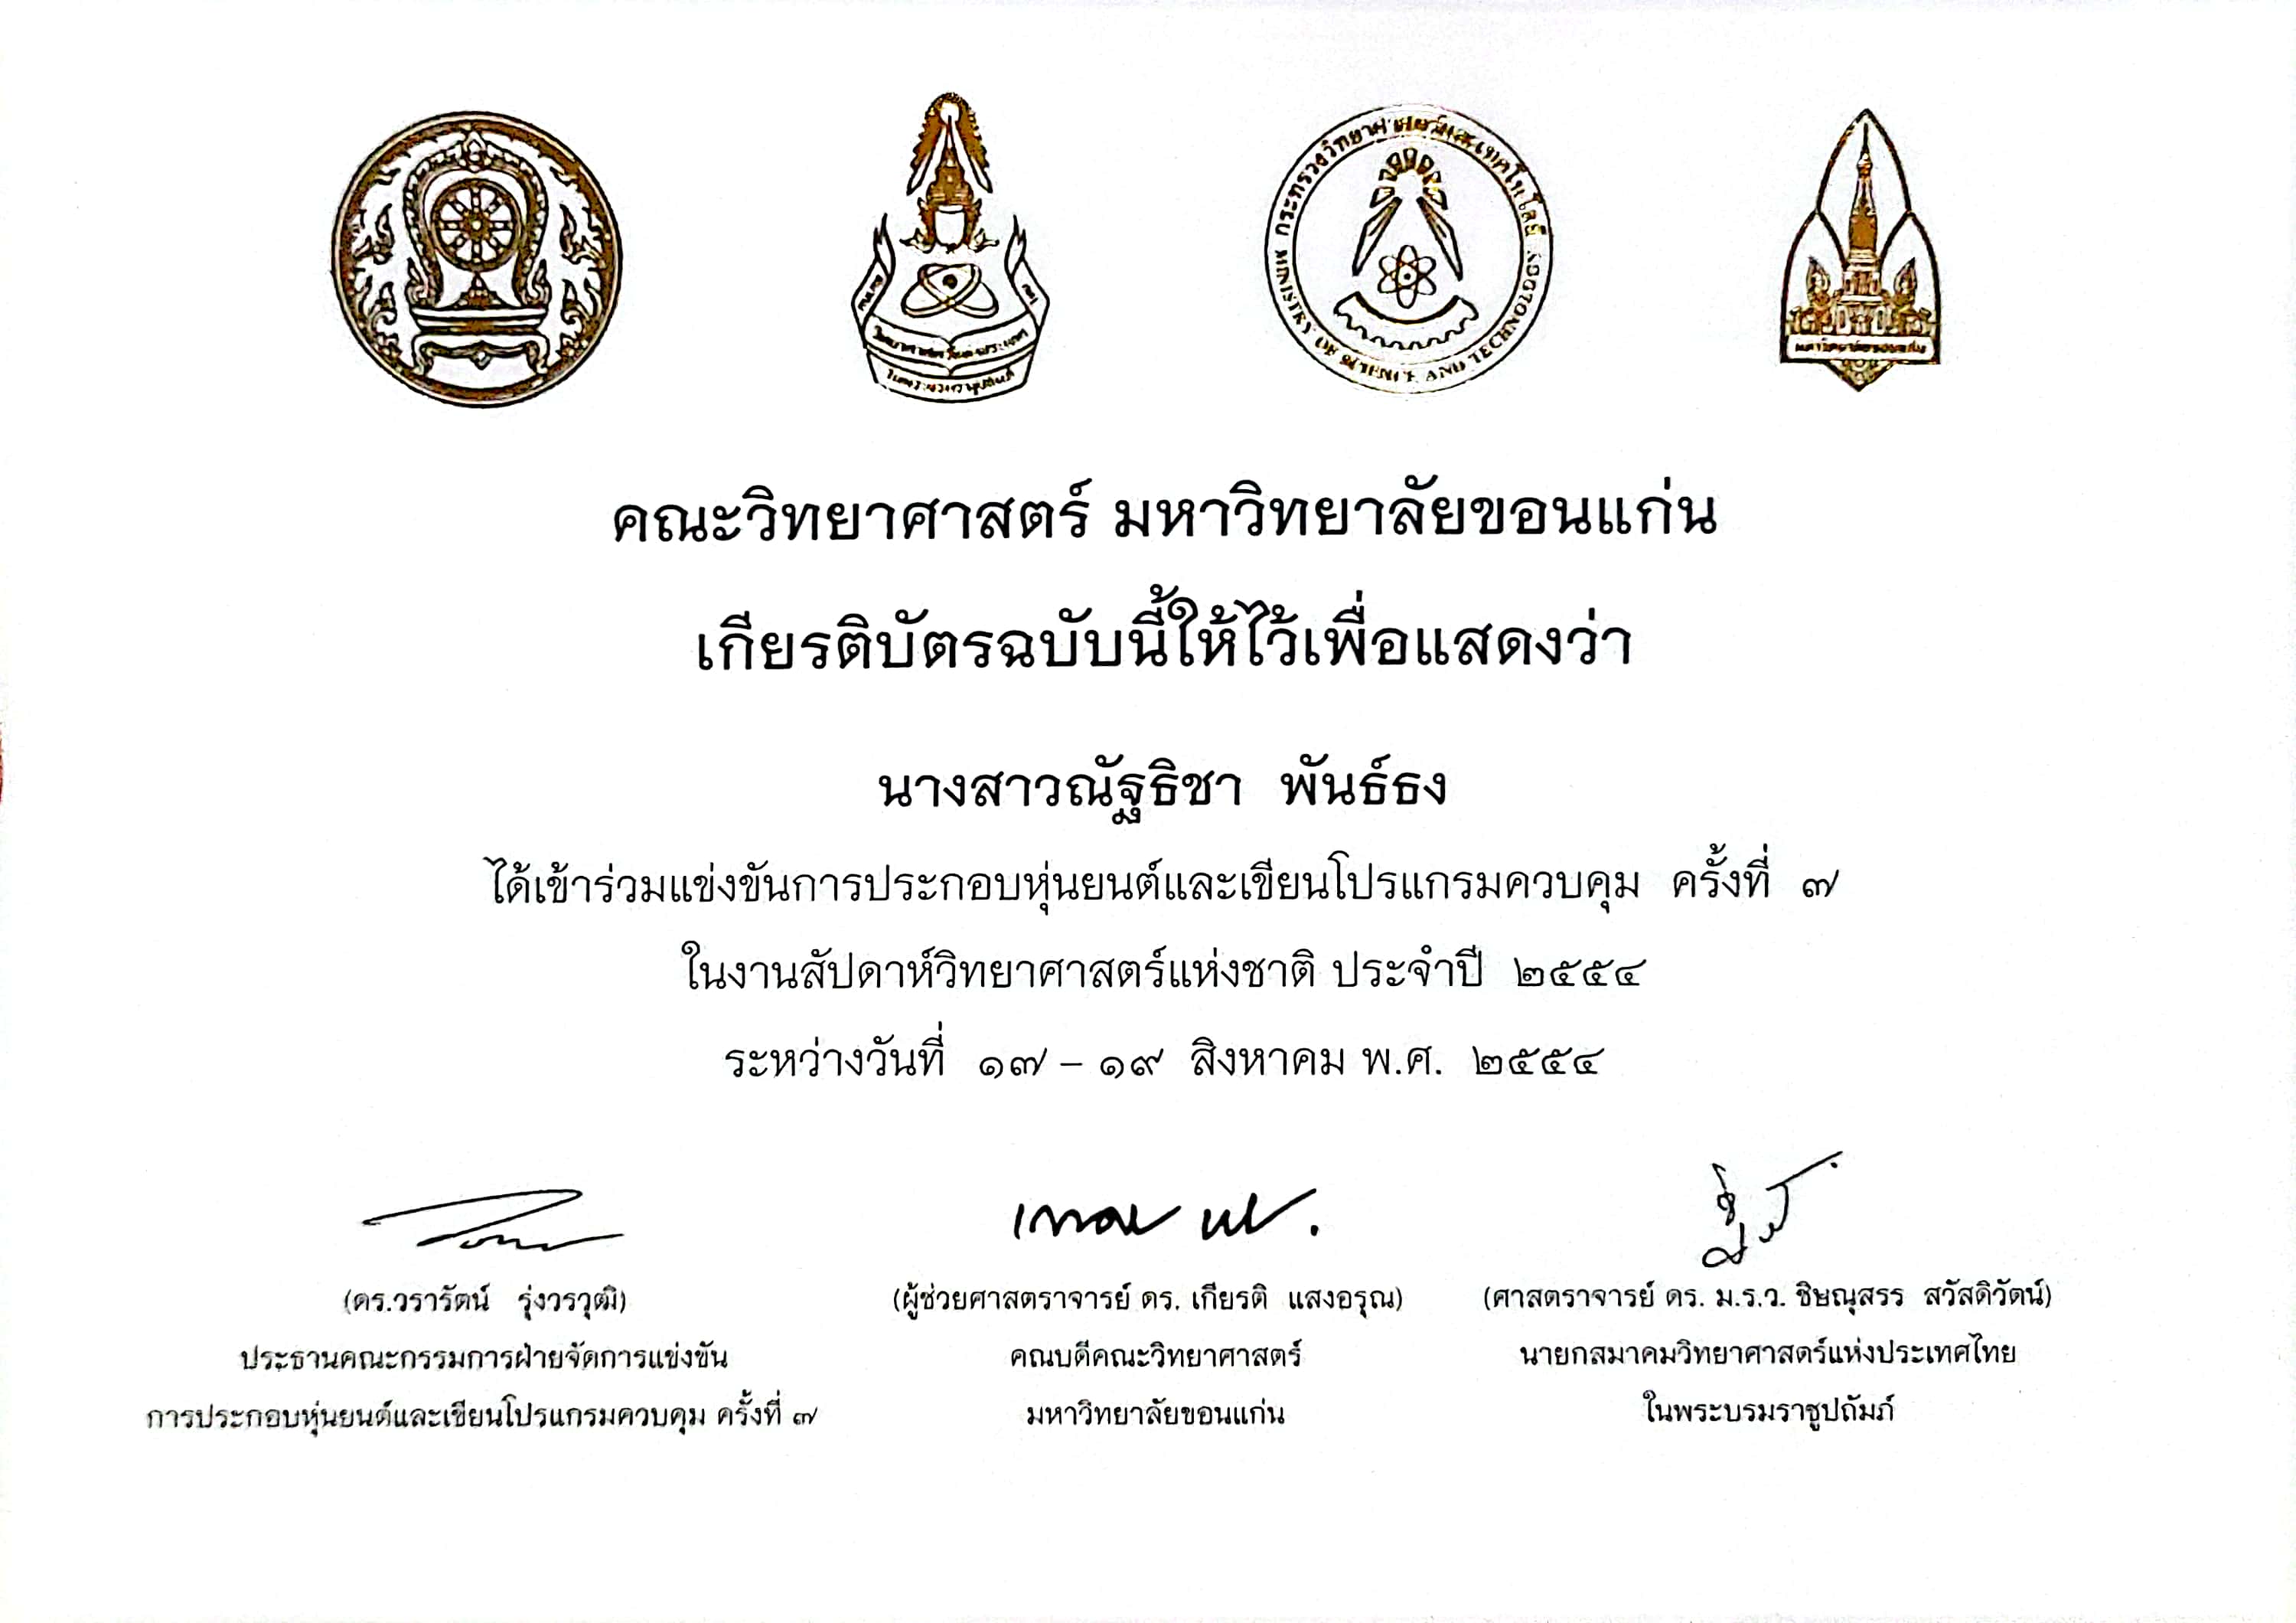 กระทรวงวิทยาศาสตร์และเทคโนโลยี
MINISTRY OF SCIENCE AND TECHNOLOGY
มหาวิทยาลัยขอนแก่น
คณะวิทยาศาสตร์ มหาวิทยาลัยขอนแก่น
เกียรติบัตรฉบับนี้ให้ไว้เพื่อแสดงว่า
นางสาวณัฐธิชา พันธ์ธง
ได้เข้าร่วมแข่งขันการประกอบหุ่นยนต์และเขียนโปรแกรมควบคุม ครั้งที่ ๗
ในงานสัปดาห์วิทยาศาสตร์แห่งชาติ ประจำปี ๒๕๕๔
ระหว่างวันที่ ๑๗ – ๑๙ สิงหาคม พ.ศ. ๒๕๕๔
(ดร.วรารัตน์ รุ่งวรวุฒิ)
ประธานคณะกรรมการฝ่ายจัดการแข่งขัน
การประกอบหุ่นยนต์และเขียนโปรแกรมควบคุม ครั้งที่ ๗
(ผู้ช่วยศาสตราจารย์ ดร. เกียรติ แสงอรุณ)
คณบดีคณะวิทยาศาสตร์
มหาวิทยาลัยขอนแก่น
(ศาสตราจารย์ ดร. ม.ร.ว. ชิษณุสรร สวัสดิวัตน์)
นายกสมาคมวิทยาศาสตร์แห่งประเทศไทย
ในพระบรมราชูปถัมภ์